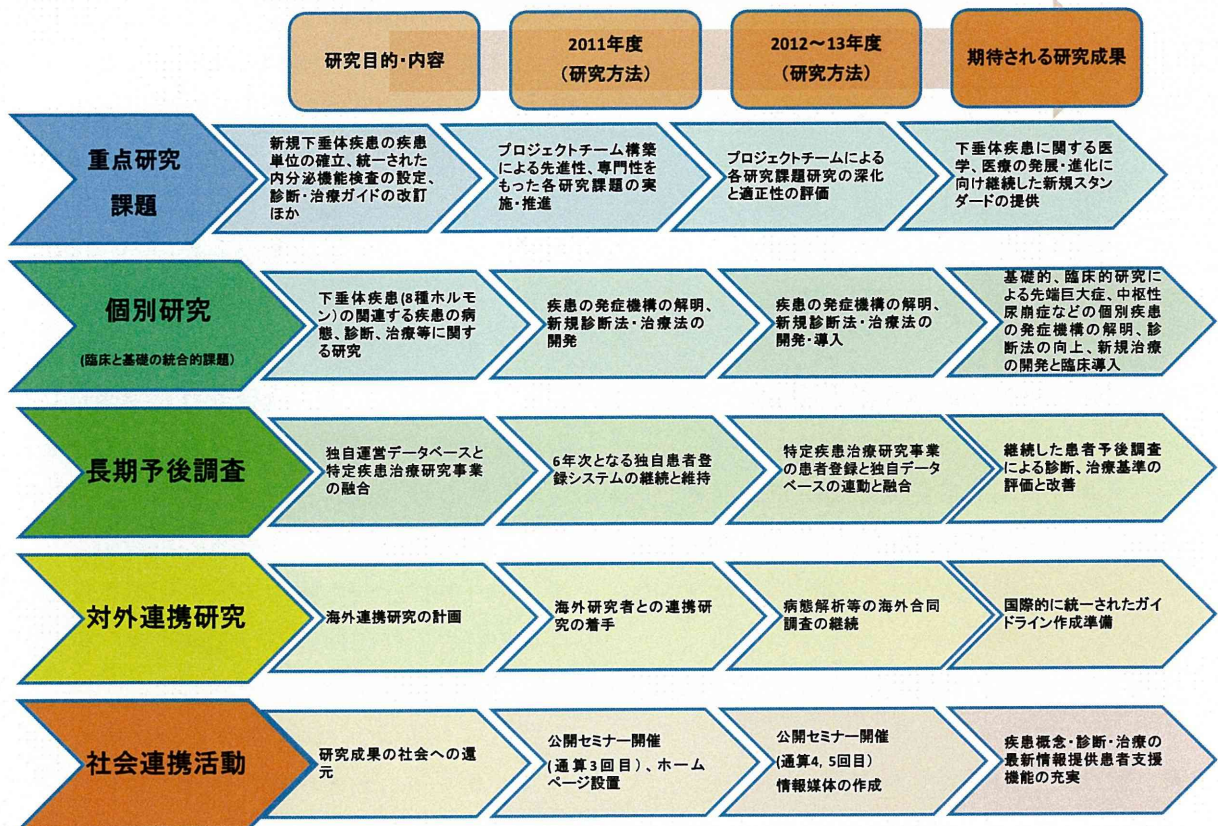 研究目的・内容
2011年度
(研究方法)
2012～13年度
(研究方法)
期待される研究成果
重点研究
課題
新規下垂体疾患の疾患
単位の確立、統一された
内分泌機能検査の設定、
診断・治療ガイドの改訂
ほか
プロジェクトチーム構築
による先進性、専門性を
もった各研究課題の実
施・推進
プロジェクトチームによる
各研究課題研究の深化
と適正性の評価
下垂体疾患に関する医
学、医療の発展・進化に
向け継続した新規スタン
ダードの提供
個別研究
(臨床と基礎の統合的課題)
下垂体疾患(8種ホルモ
ン)の関連する疾患の病
態、診断、治療等に関す
る研究
疾患の発症機構の解明、
新規診断法・治療法の
開発
疾患の発症機構の解明、
新規診断法・治療法の
開発・導入
基礎的、臨床的研究に
よる先端巨大症、中枢性
尿崩症などの個別疾患
の発症機構の解明、診
断法の向上、新規治療
の開発と臨床導入
長期予後調査
独自運営データベースと
特定疾患治療研究事業
の融合
6年次となる独自患者登
録システムの継続と維持
特定疾患治療研究事業
の患者登録と独自データ
ベースの連動と融合
継続した患者予後調査
による診断、治療基準の
評価と改善
対外連携研究
海外連携研究の計画
海外研究者との連携研
究の着手
病態解析等の海外合同
調査の継続
国際的に統一されたガイ
ドライン作成準備
社会連携活動
研究成果の社会への還
元
公開セミナー開催
(通算3回目)、ホーム
ページ設置
公開セミナー開催
(通算4, 5回目)
情報媒体の作成
疾患概念・診断・治療の
最新情報提供患者支援
機能の充実